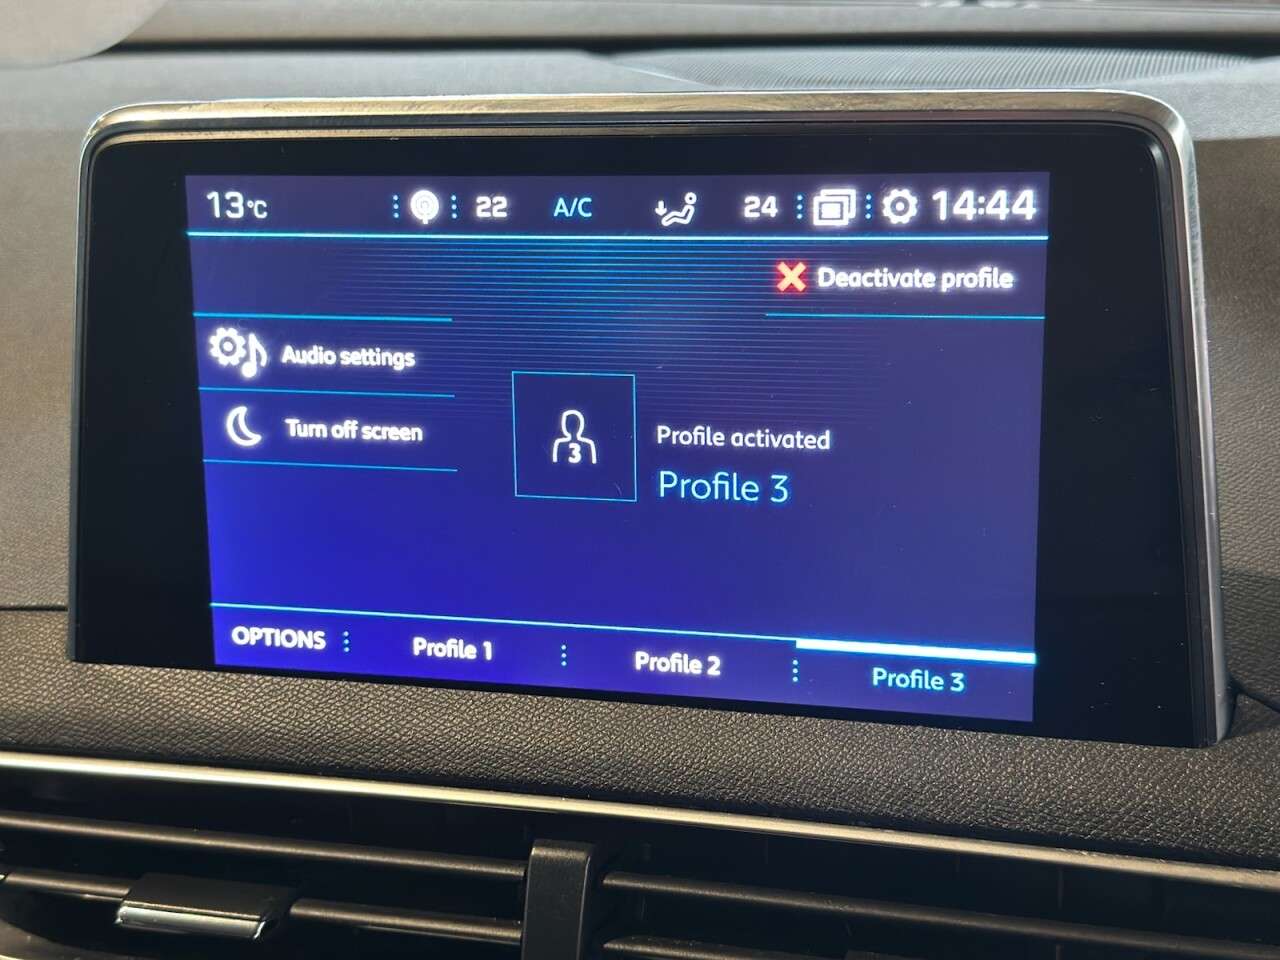 13°C 22 A/C 24 14:44
Deactivate profile
Audio settings
Turn off screen
3
Profile activated
Profile 3
OPTIONS Profile 1 Profile 2 Profile 3